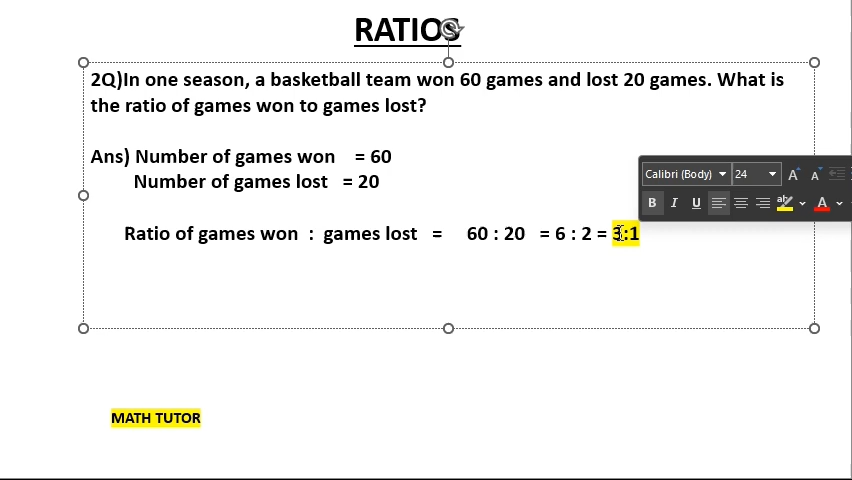 RATIOS
2Q)In one season, a basketball team won 60 games and lost 20 games. What is
the ratio of games won to games lost?
Ans) Number of games won = 60
Number of games lost = 20
Calibri (Body) 24 A A
B I U ab A
Ratio of games won : games lost = 60 : 20 = 6 : 2 = 3:1
MATH TUTOR